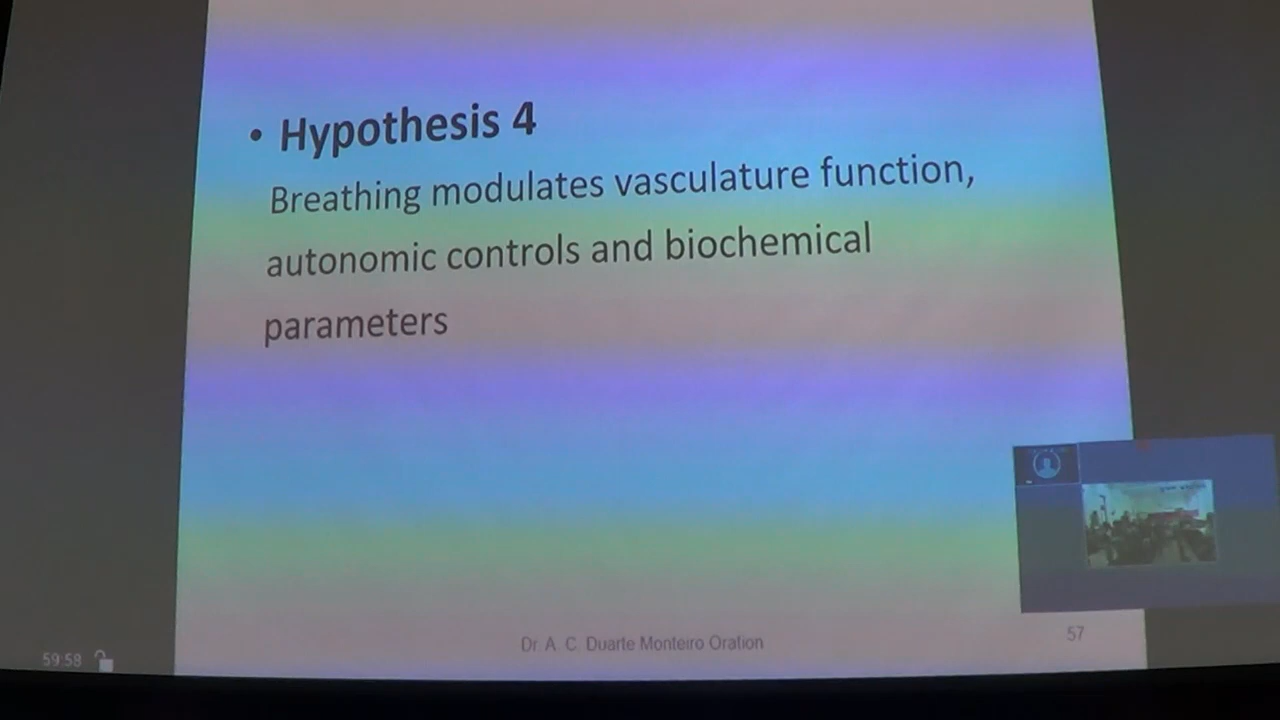 • Hypothesis 4
Breathing modulates vasculature function,
autonomic controls and biochemical
parameters
Dr. A. C. Duarte Monteiro Oration
57
59:58